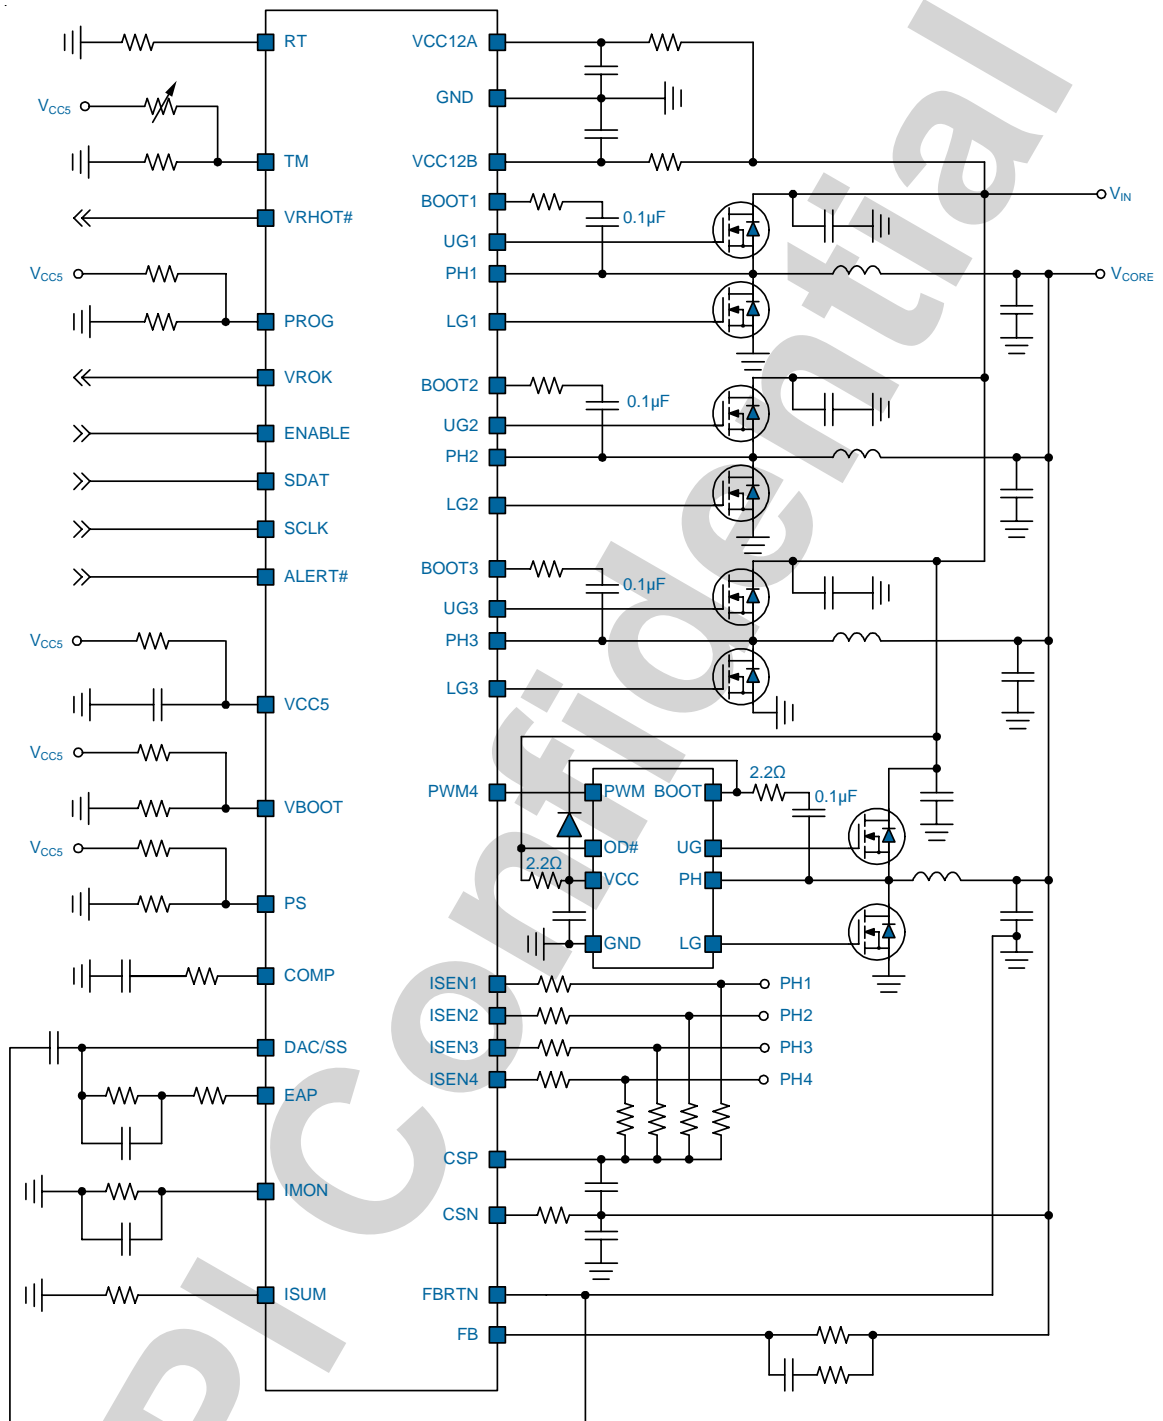 RT
VCC12A
GND
VCC5
TM
VCC12B
BOOT1
0.1µF
VIN
VRHOT#
UG1
VCC5
PH1
VCORE
PROG
LG1
VROK
BOOT2
0.1µF
ENABLE
UG2
PH2
SDAT
LG2
SCLK
ALERT#
BOOT3
0.1µF
UG3
VCC5
PH3
LG3
VCC5
VCC5
PWM4
PWM
BOOT
2.2Ω
0.1µF
VBOOT
VCC5
OD#
UG
2.2Ω
VCC
PH
PS
GND
LG
COMP
ISEN1
PH1
ISEN2
PH2
DAC/SS
ISEN3
PH3
ISEN4
PH4
EAP
CSP
IMON
CSN
ISUM
FBRTN
FB
PI Confidential